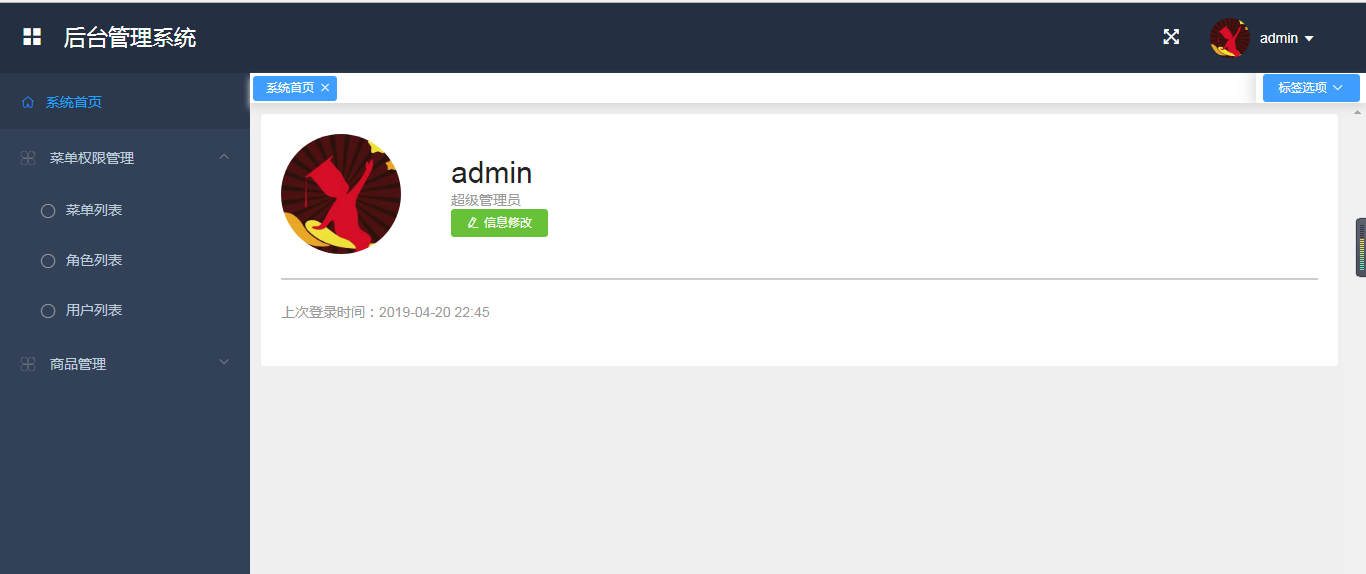 后台管理系统
admin
系统首页
系统首页
标签选项
菜单权限管理
菜单列表
角色列表
用户列表
商品管理
admin
超级管理员
信息修改
上次登录时间：2019-04-20 22:45